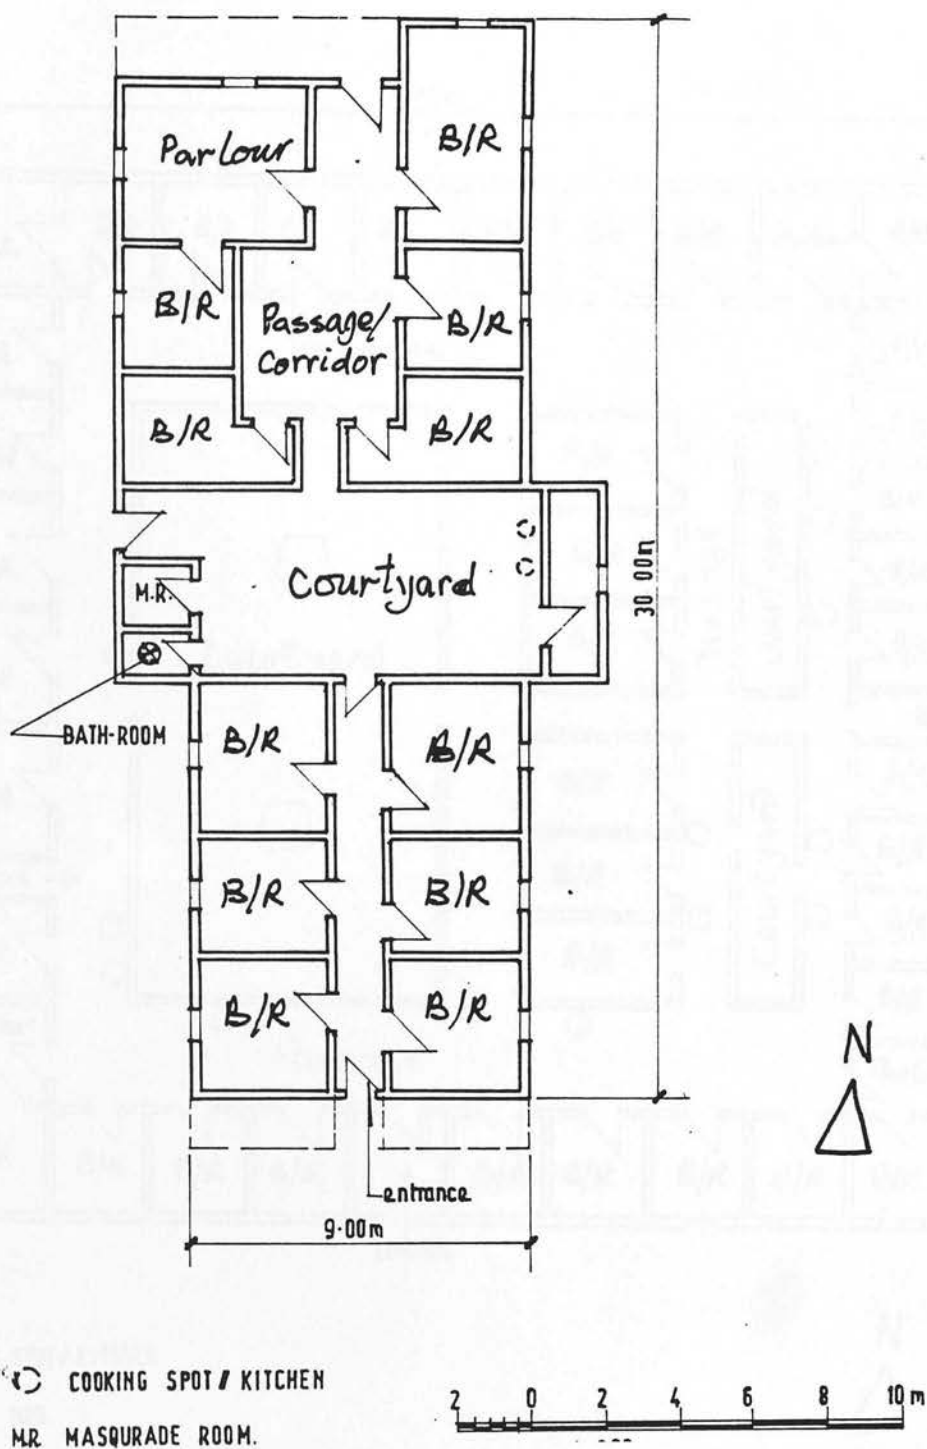 B/R
Parlour
B/R
Passage/
Corridor
B/R
B/R
B/R
Courtyard
M.R.
30 00m
BATH-ROOM
B/R
B/R
B/R
B/R
B/R
B/R
N
entrance
9·00m
COOKING SPOT / KITCHEN
2 0 2 4 6 8 10 m
M.R. MASQURADE ROOM.